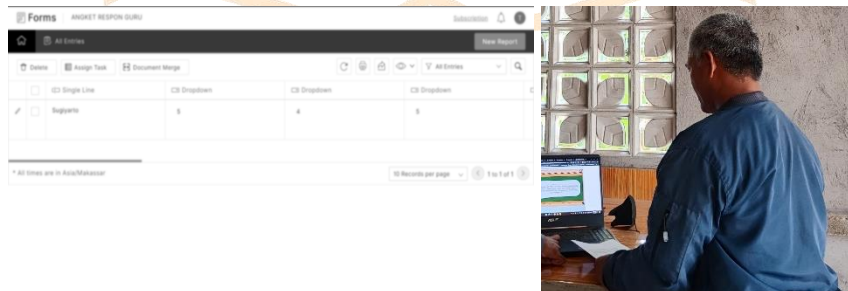 Forms ANGKET RESPON GURU Subscription
All Entries New Report
Delete Assign Task Document Merge All Entries
Single Line Dropdown Dropdown Dropdown
Sugiyarto 5 4 5
* All times are in Asia/Makassar 10 Records per page 1 to 1 of 1